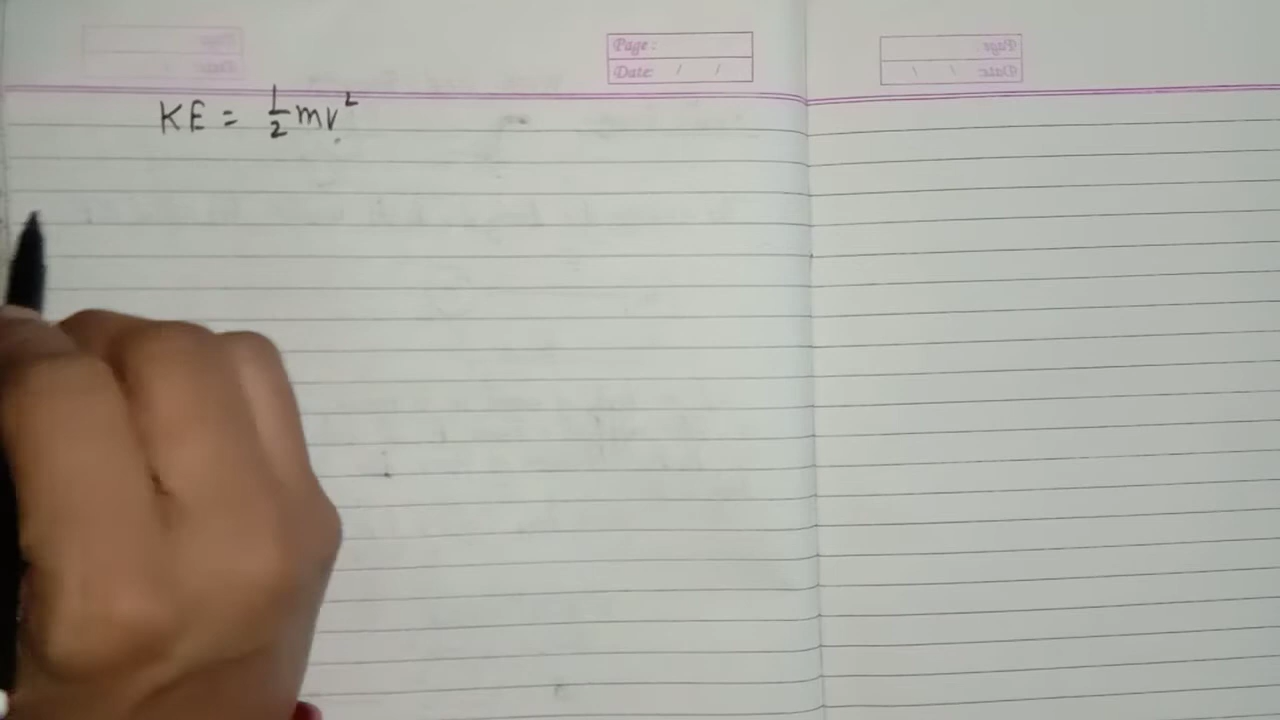 Page :
Date: / /
KE = 1/2 mv²